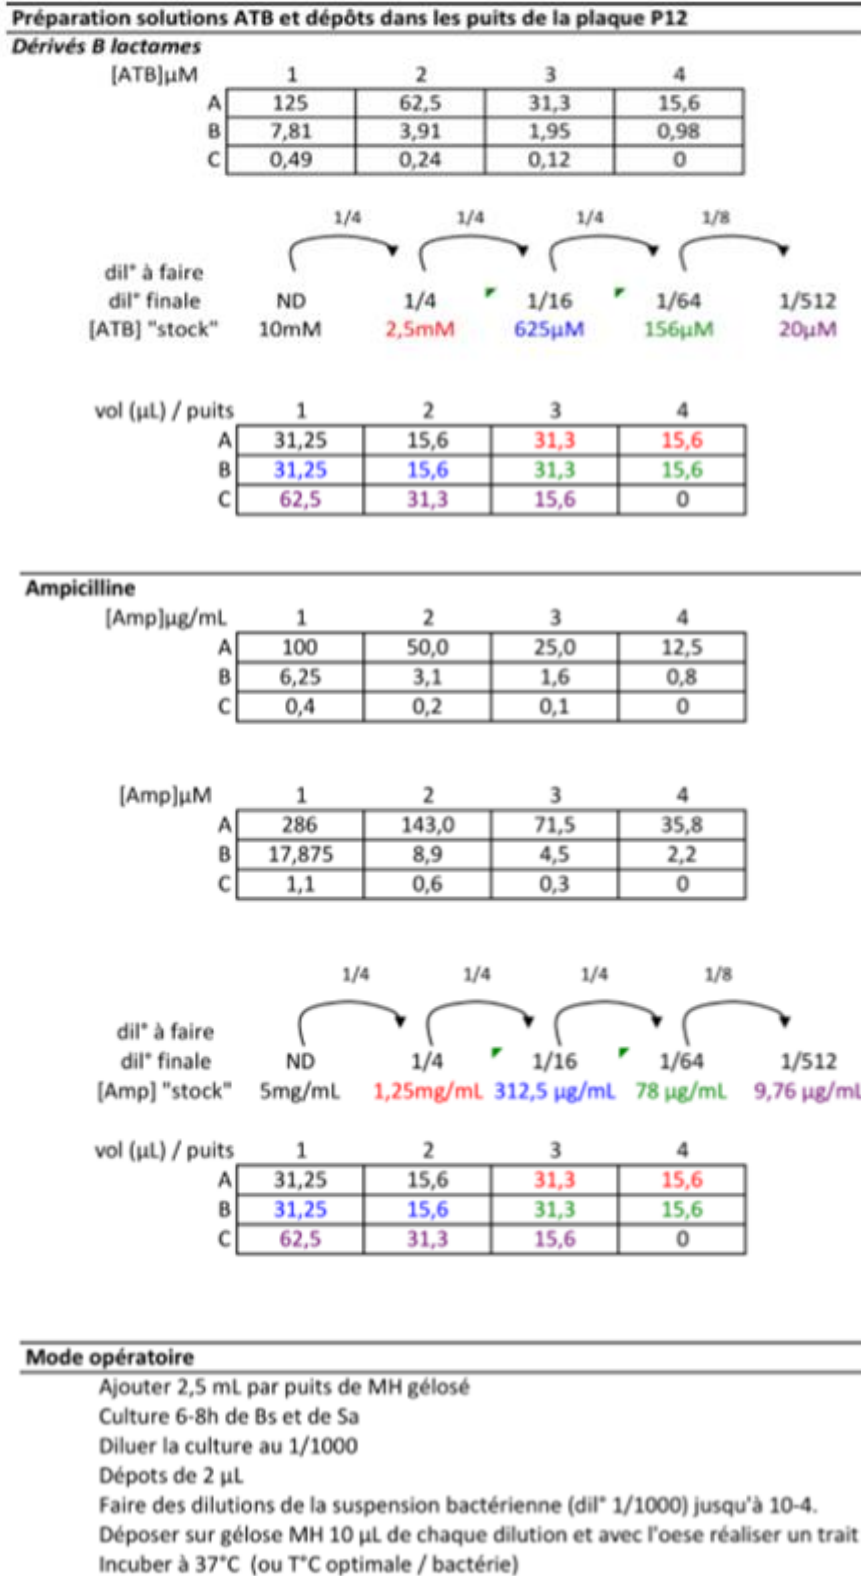 Préparation solutions ATB et dépôts dans les puits de la plaque P12
Dérivés B lactames
[ATB]µM 1 2 3 4
A 125 62,5 31,3 15,6
B 7,81 3,91 1,95 0,98
C 0,49 0,24 0,12 0
1/4 1/4 1/4 1/8
dil° à faire
dil° finale ND 1/4 1/16 1/64 1/512
[ATB] "stock" 10mM 2,5mM 625µM 156µM 20µM
vol (µL) / puits 1 2 3 4
A 31,25 15,6 31,3 15,6
B 31,25 15,6 31,3 15,6
C 62,5 31,3 15,6 0
Ampicilline
[Amp]µg/mL 1 2 3 4
A 100 50,0 25,0 12,5
B 6,25 3,1 1,6 0,8
C 0,4 0,2 0,1 0
[Amp]µM 1 2 3 4
A 286 143,0 71,5 35,8
B 17,875 8,9 4,5 2,2
C 1,1 0,6 0,3 0
1/4 1/4 1/4 1/8
dil° à faire
dil° finale ND 1/4 1/16 1/64 1/512
[Amp] "stock" 5mg/mL 1,25mg/mL 312,5 µg/mL 78 µg/mL 9,76 µg/mL
vol (µL) / puits 1 2 3 4
A 31,25 15,6 31,3 15,6
B 31,25 15,6 31,3 15,6
C 62,5 31,3 15,6 0
Mode opératoire
Ajouter 2,5 mL par puits de MH gélosé
Culture 6-8h de Bs et de Sa
Diluer la culture au 1/1000
Dépots de 2 µL
Faire des dilutions de la suspension bactérienne (dil° 1/1000) jusqu'à 10-4.
Déposer sur gélose MH 10 µL de chaque dilution et avec l'oese réaliser un trait
Incuber à 37°C (ou T°C optimale / bactérie)